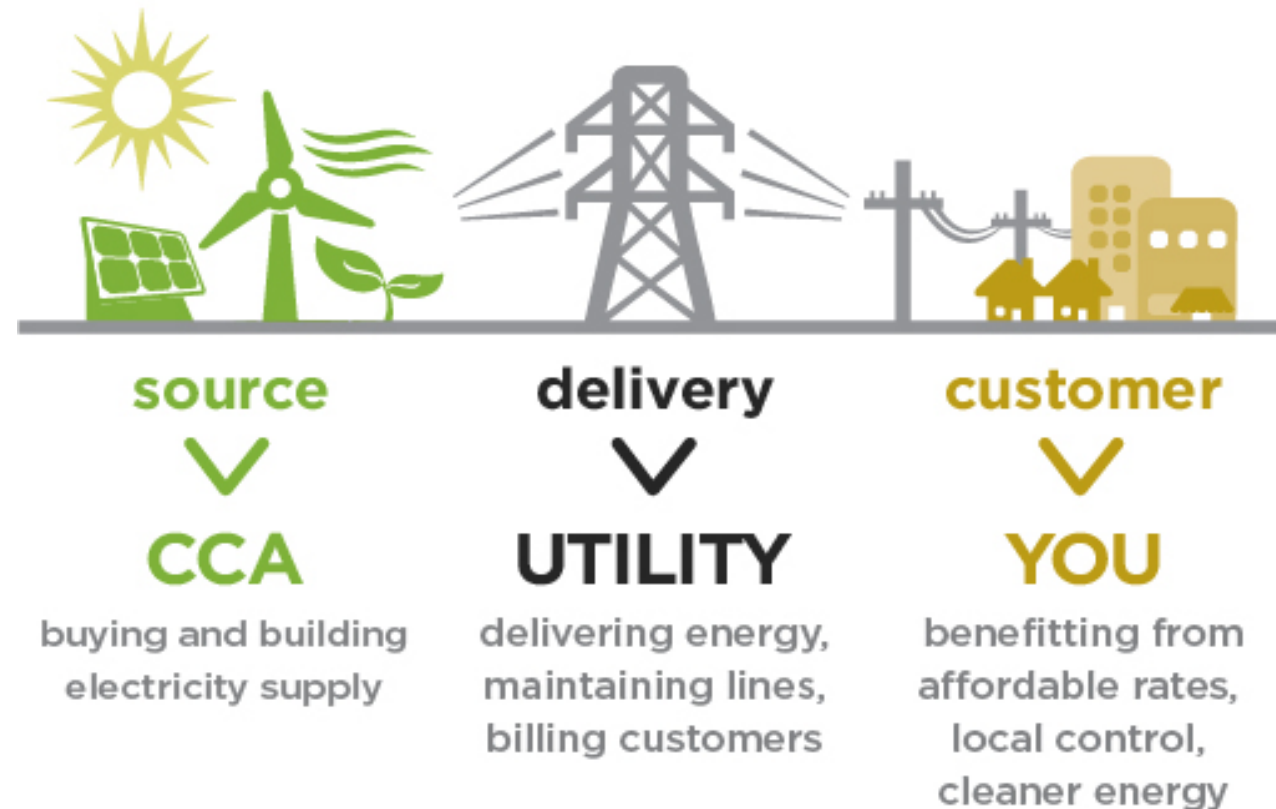 source
CCA
buying and building
electricity supply
delivery
UTILITY
delivering energy,
maintaining lines,
billing customers
customer
YOU
benefitting from
affordable rates,
local control,
cleaner energy